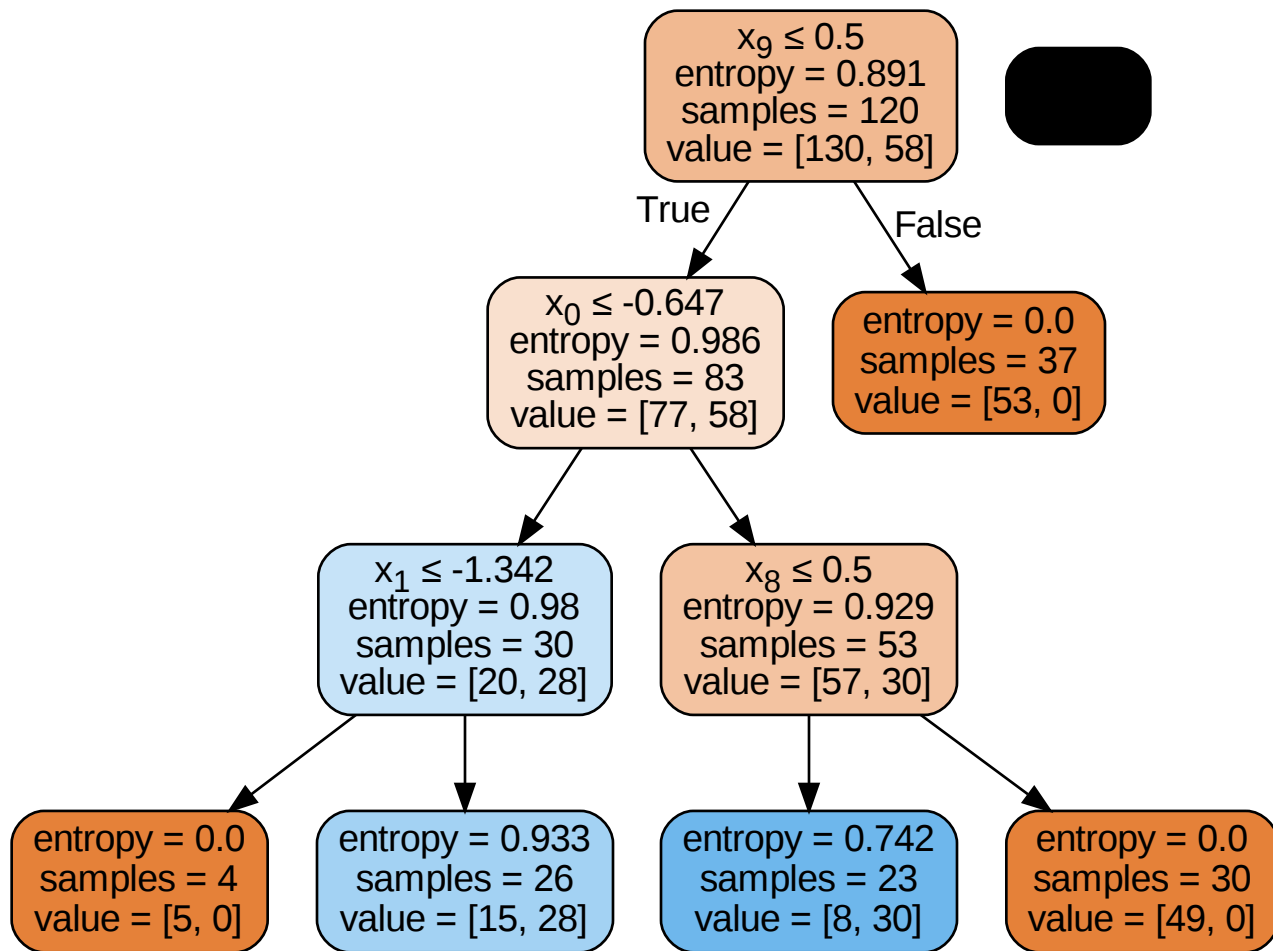 x₉ ≤ 0.5
entropy = 0.891
samples = 120
value = [130, 58]
True
False
x₀ ≤ -0.647
entropy = 0.986
samples = 83
value = [77, 58]
entropy = 0.0
samples = 37
value = [53, 0]
x₁ ≤ -1.342
entropy = 0.98
samples = 30
value = [20, 28]
x₈ ≤ 0.5
entropy = 0.929
samples = 53
value = [57, 30]
entropy = 0.0
samples = 4
value = [5, 0]
entropy = 0.933
samples = 26
value = [15, 28]
entropy = 0.742
samples = 23
value = [8, 30]
entropy = 0.0
samples = 30
value = [49, 0]